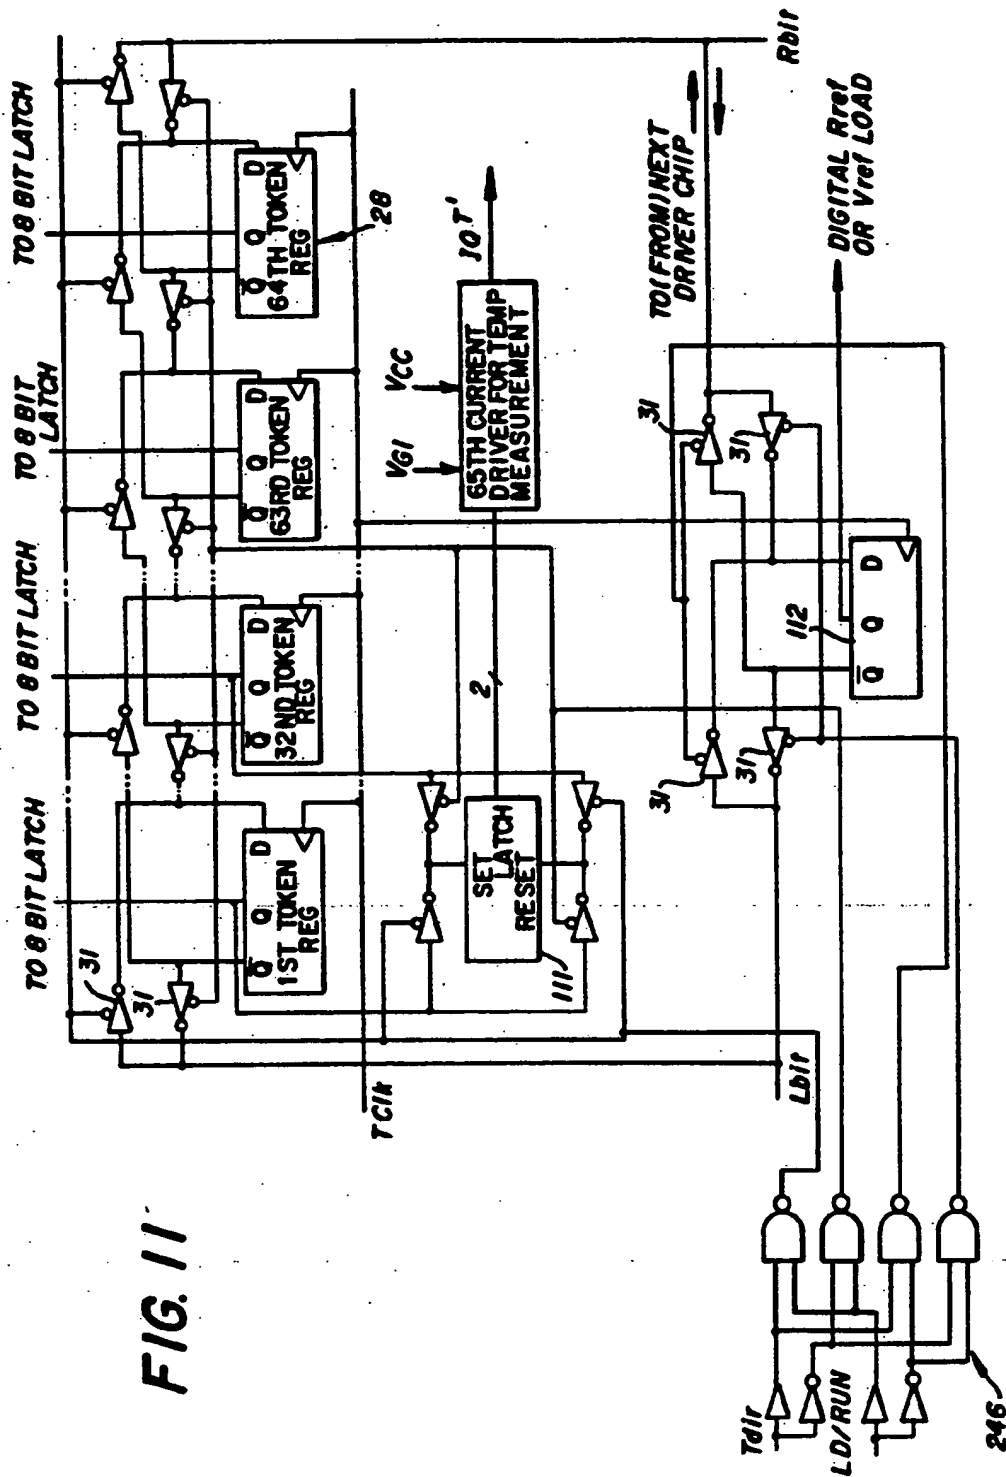 FIG. 11
TO 8 BIT LATCH
TO 8 BIT LATCH
TO 8 BIT
LATCH
TO 8 BIT LATCH
31
31
Q̅ Q D
1ST TOKEN
REG
Q̅ Q D
32ND TOKEN
REG
Q̅ Q D
63RD TOKEN
REG
Q̅ Q D
64TH TOKEN
REG
28
TClk
SET
LATCH
RESET
111
2
VG1
VCC
65TH CURRENT
DRIVER FOR TEMP
MEASUREMENT
IQT'
Lbit
Rbit
TO(FROM)NEXT
DRIVER CHIP
31
31
31
31
Q̅ Q D
112
DIGITAL Rref
OR Vref LOAD
Tdir
LD/RUN
246